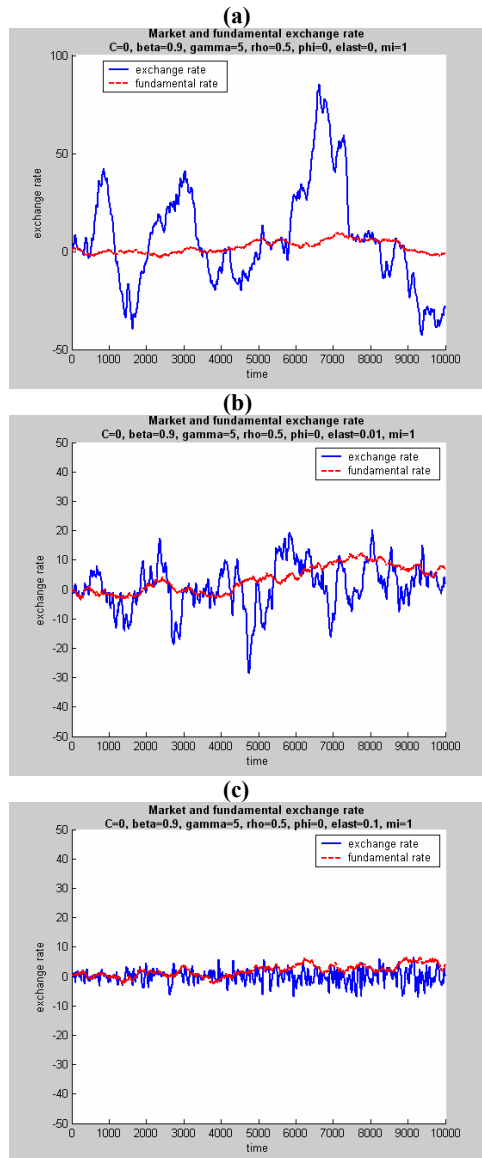 (a)
Market and fundamental exchange rate
C=0, beta=0.9, gamma=5, rho=0.5, phi=0, elast=0, mi=1
100
exchange rate
fundamental rate
50
exchange rate
0
-50
0 1000 2000 3000 4000 5000 6000 7000 8000 9000 10000
time
(b)
Market and fundamental exchange rate
C=0, beta=0.9, gamma=5, rho=0.5, phi=0, elast=0.01, mi=1
50
exchange rate
40
fundamental rate
30
20
10
exchange rate
0
-10
-20
-30
-40
-50
0 1000 2000 3000 4000 5000 6000 7000 8000 9000 10000
time
(c)
Market and fundamental exchange rate
C=0, beta=0.9, gamma=5, rho=0.5, phi=0, elast=0.1, mi=1
50
exchange rate
fundamental rate
40
30
20
10
exchange rate
0
-10
-20
-30
-40
-50
0 1000 2000 3000 4000 5000 6000 7000 8000 9000 10000
time